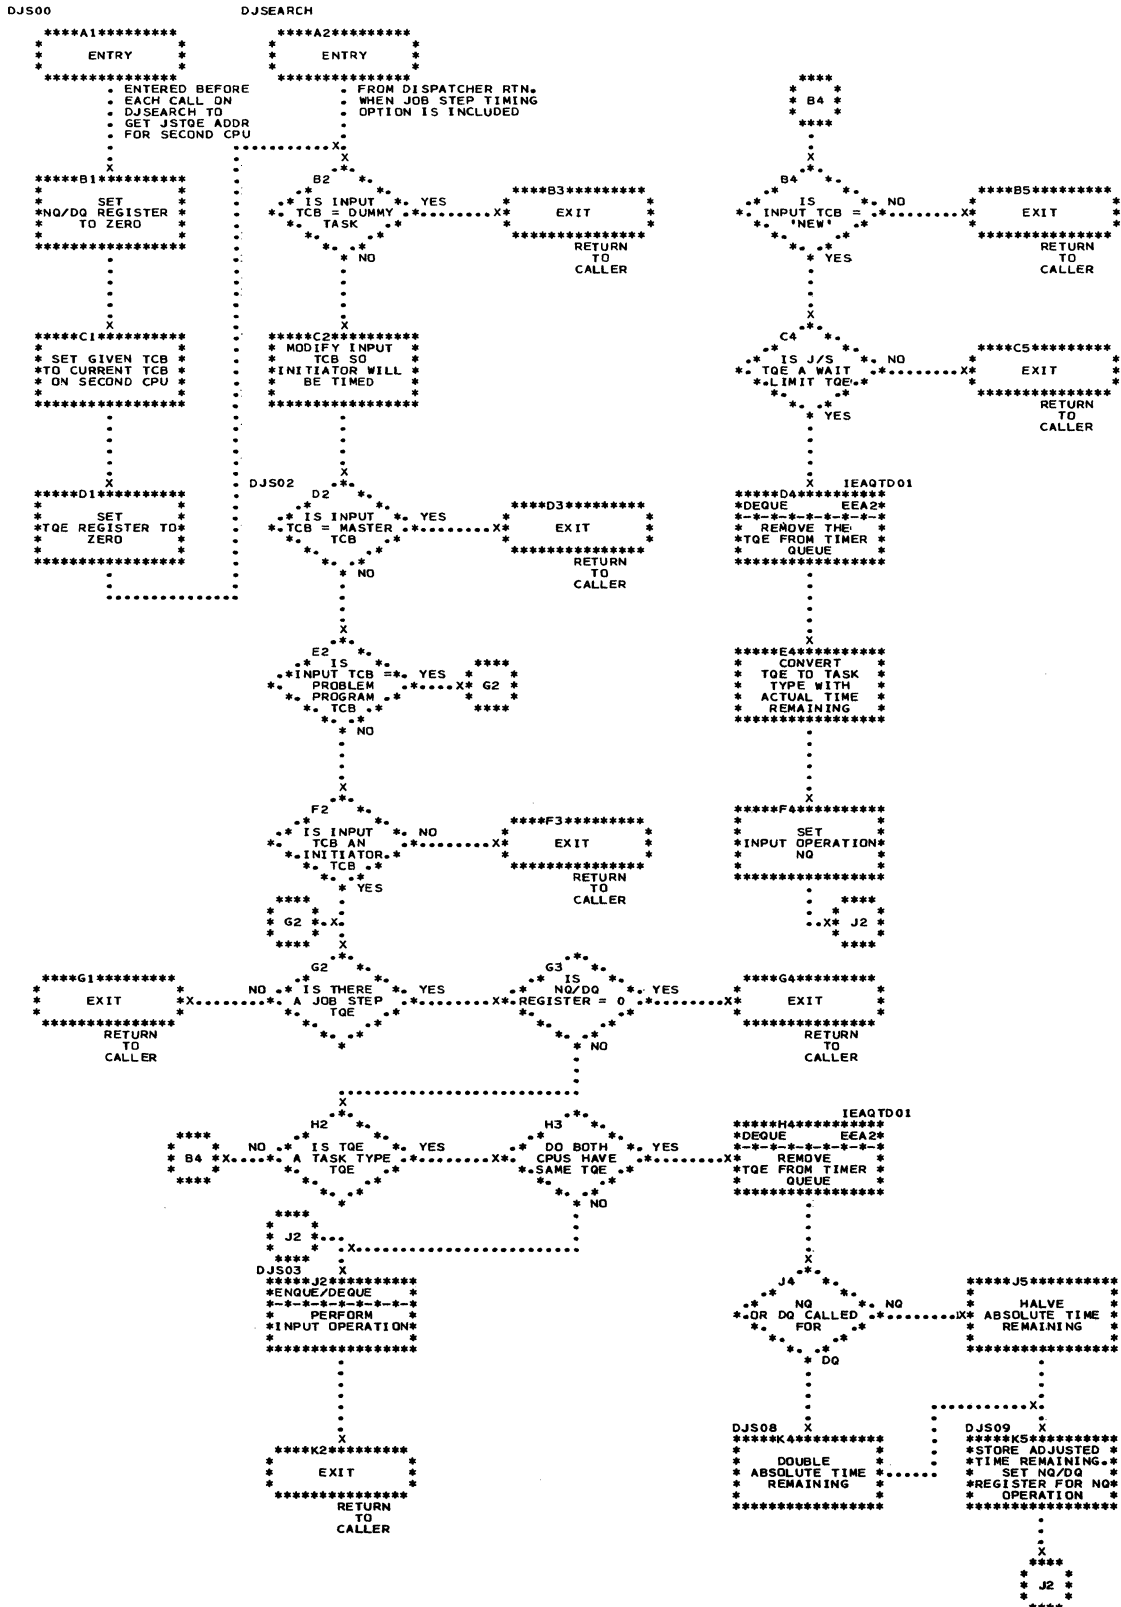 DJS00
DJSEARCH
****A1*********
ENTRY
ENTERED BEFORE
EACH CALL ON
DJSEARCH TO
GET JSTQE ADDR
FOR SECOND CPU
*****B1**********
SET
NQ/DQ REGISTER
TO ZERO
*****C1**********
SET GIVEN TCB
TO CURRENT TCB
ON SECOND CPU
*****D1**********
SET
TQE REGISTER TO
ZERO
****A2*********
ENTRY
FROM DISPATCHER RTN.
WHEN JOB STEP TIMING
OPTION IS INCLUDED
B2
IS INPUT
TCB = DUMMY
TASK
YES
NO
****B3*********
EXIT
RETURN
TO
CALLER
*****C2**********
MODIFY INPUT
TCB SO
INITIATOR WILL
BE TIMED
DJS02
D2
IS INPUT
TCB = MASTER
TCB
YES
NO
****D3*********
EXIT
RETURN
TO
CALLER
E2
IS
INPUT TCB =
PROBLEM
PROGRAM
TCB
YES
NO
G2
F2
IS INPUT
TCB AN
INITIATOR
TCB
NO
YES
****F3*********
EXIT
RETURN
TO
CALLER
G2
G2
IS THERE
A JOB STEP
TQE
NO
YES
****G1*********
EXIT
RETURN
TO
CALLER
G3
IS
NQ/DQ
REGISTER = 0
YES
NO
****G4*********
EXIT
RETURN
TO
CALLER
H2
IS TQE
A TASK TYPE
TQE
NO
YES
B4
H3
DO BOTH
CPUS HAVE
SAME TQE
YES
NO
IEAQTD01
*****H4**********
*DEQUE EEA2*
*-*-*-*-*-*-*-*-*
REMOVE
TQE FROM TIMER
QUEUE
J2
DJS03
*****J2**********
*ENQUE/DEQUE
*-*-*-*-*-*-*-*-*
PERFORM
INPUT OPERATION
****K2*********
EXIT
RETURN
TO
CALLER
J4
NQ
OR DQ CALLED
FOR
NQ
DQ
*****J5**********
HALVE
ABSOLUTE TIME
REMAINING
DJS08
*****K4**********
DOUBLE
ABSOLUTE TIME
REMAINING
DJS09
*****K5**********
*STORE ADJUSTED
*TIME REMAINING.*
SET NQ/DQ
*REGISTER FOR NQ*
OPERATION
J2
B4
B4
IS
INPUT TCB =
'NEW'
NO
YES
****B5*********
EXIT
RETURN
TO
CALLER
C4
IS J/S
TQE A WAIT
LIMIT TQE
NO
YES
****C5*********
EXIT
RETURN
TO
CALLER
IEAQTD01
*****D4**********
*DEQUE EEA2*
*-*-*-*-*-*-*-*-*
REMOVE THE
TQE FROM TIMER
QUEUE
*****E4**********
CONVERT
TQE TO TASK
TYPE WITH
ACTUAL TIME
REMAINING
*****F4**********
SET
INPUT OPERATION
NQ
J2